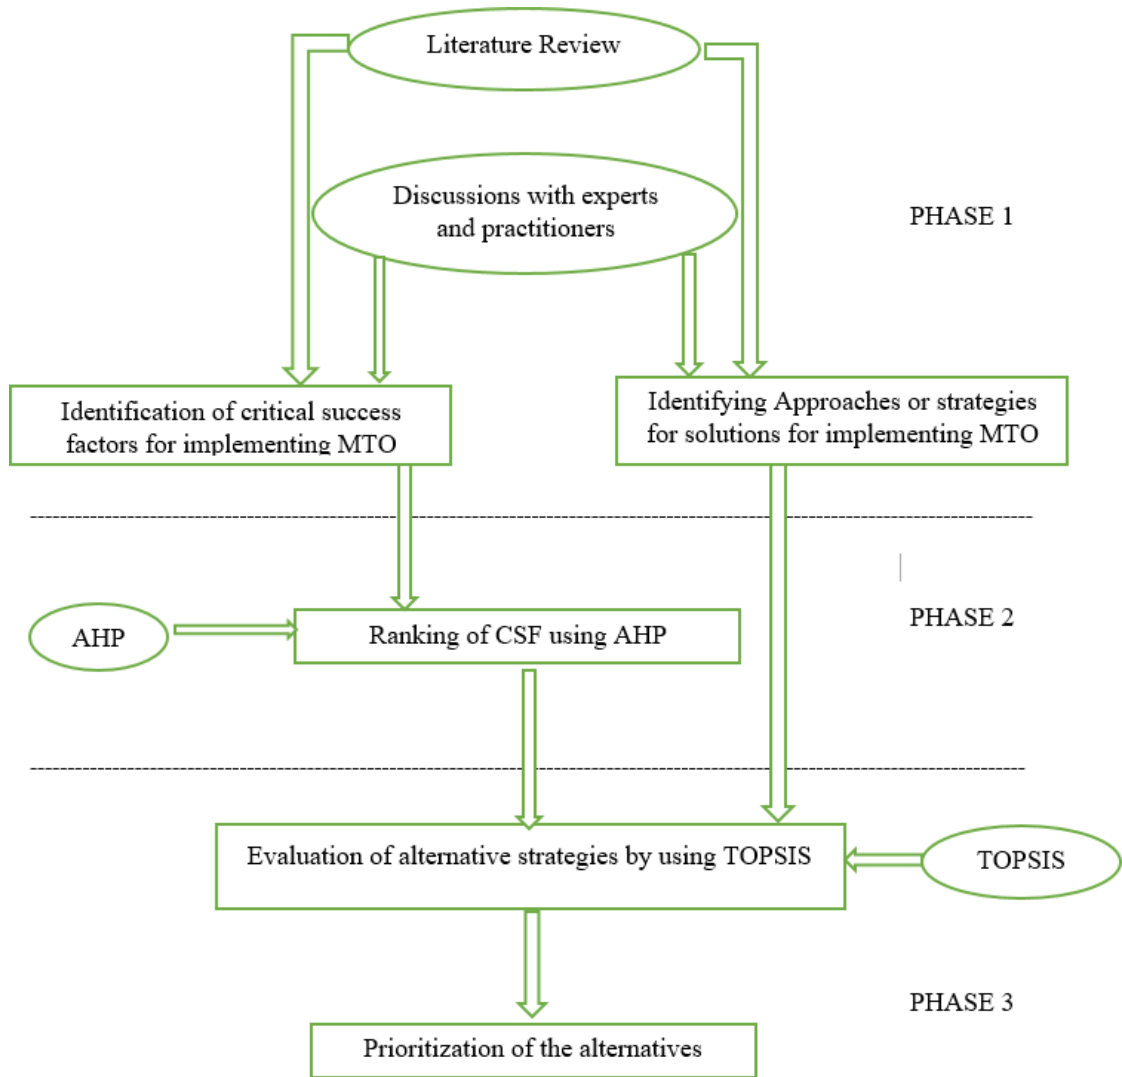 Literature Review
Discussions with experts
and practitioners
PHASE 1
Identification of critical success
factors for implementing MTO
Identifying Approaches or strategies
for solutions for implementing MTO
AHP
Ranking of CSF using AHP
PHASE 2
Evaluation of alternative strategies by using TOPSIS
TOPSIS
PHASE 3
Prioritization of the alternatives